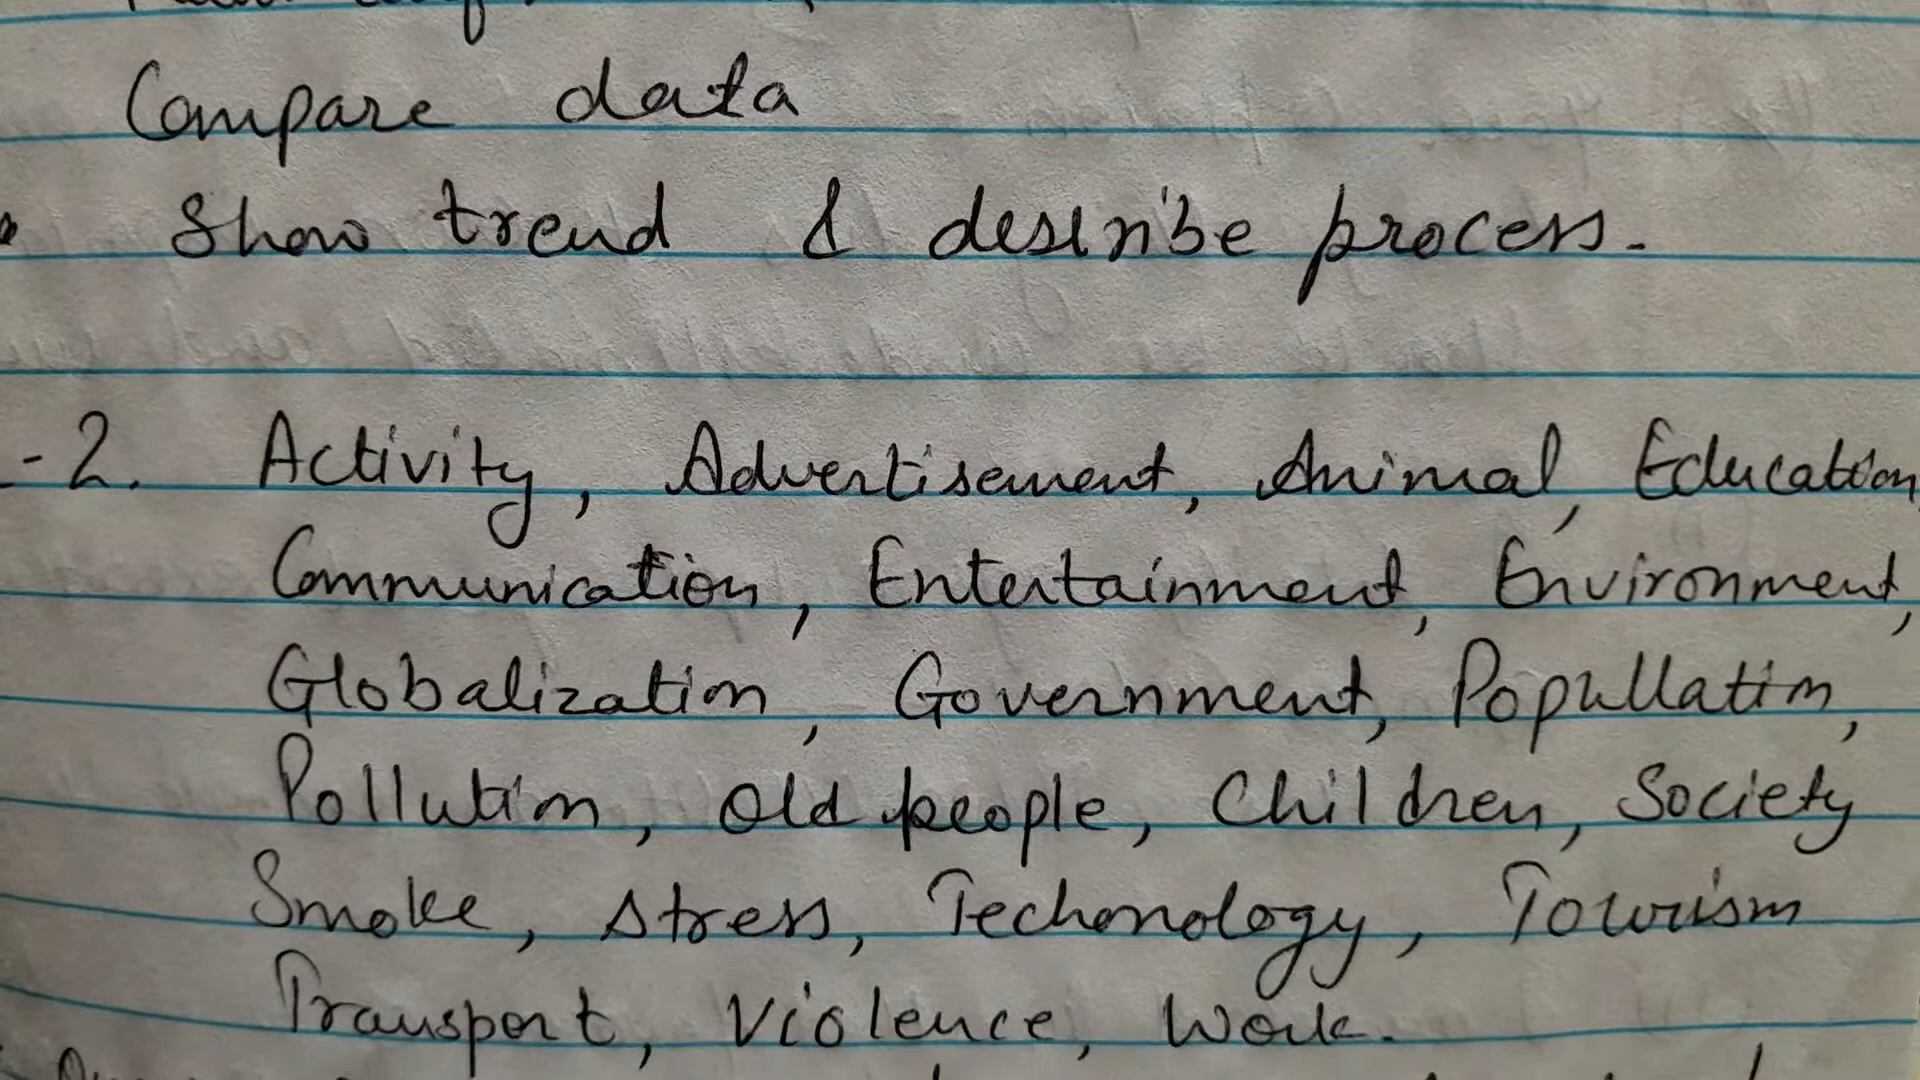 Compare data
Show trend & describe process.
-2. Activity, Advertisement, Animal, Education,
Communication, Entertainment, Environment,
Globalization, Government, Popullation,
Pollution, Old people, Children, Society
Smoke, Stress, Techonology, Tourism
Transport, Violence, Work.